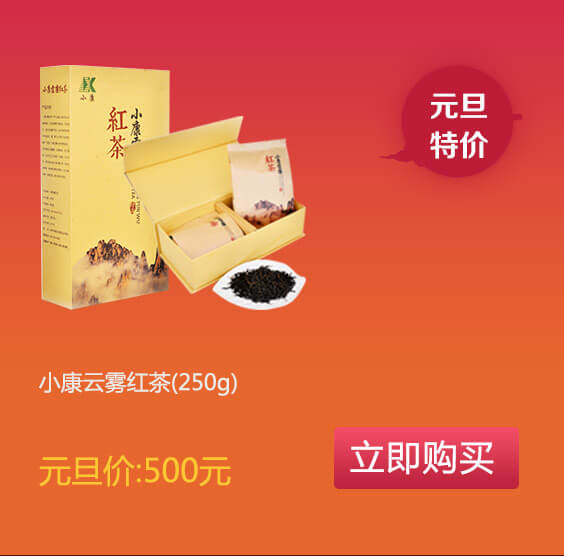 元旦
特价
小康
紅茶
紅茶
小康云雾红茶(250g)
元旦价:500元
立即购买